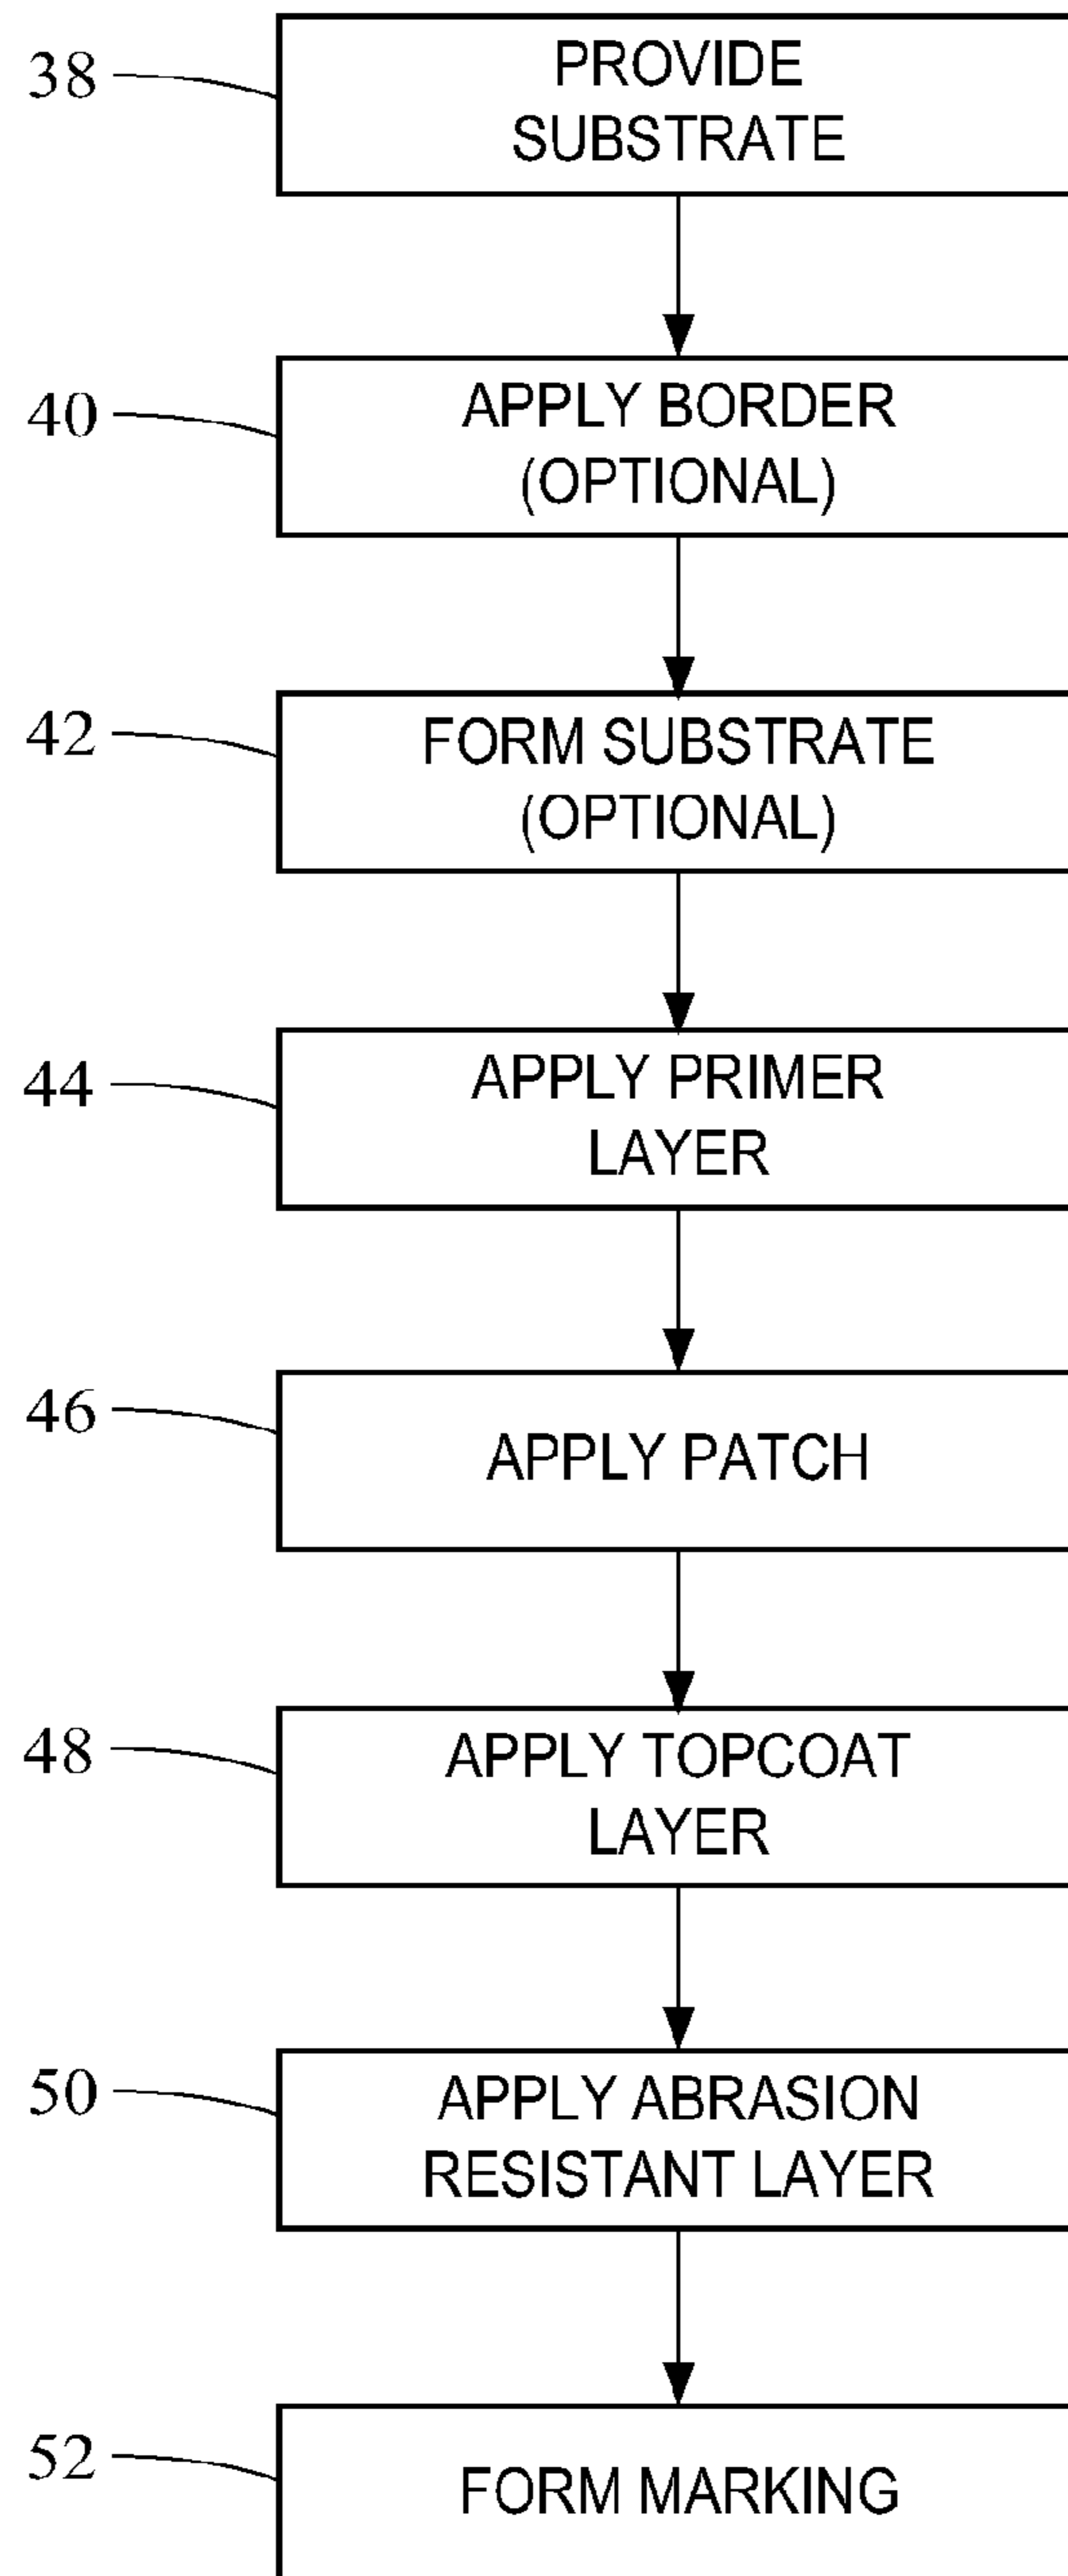 38
PROVIDE
SUBSTRATE
40
APPLY BORDER
(OPTIONAL)
42
FORM SUBSTRATE
(OPTIONAL)
44
APPLY PRIMER
LAYER
46
APPLY PATCH
48
APPLY TOPCOAT
LAYER
50
APPLY ABRASION
RESISTANT LAYER
52
FORM MARKING